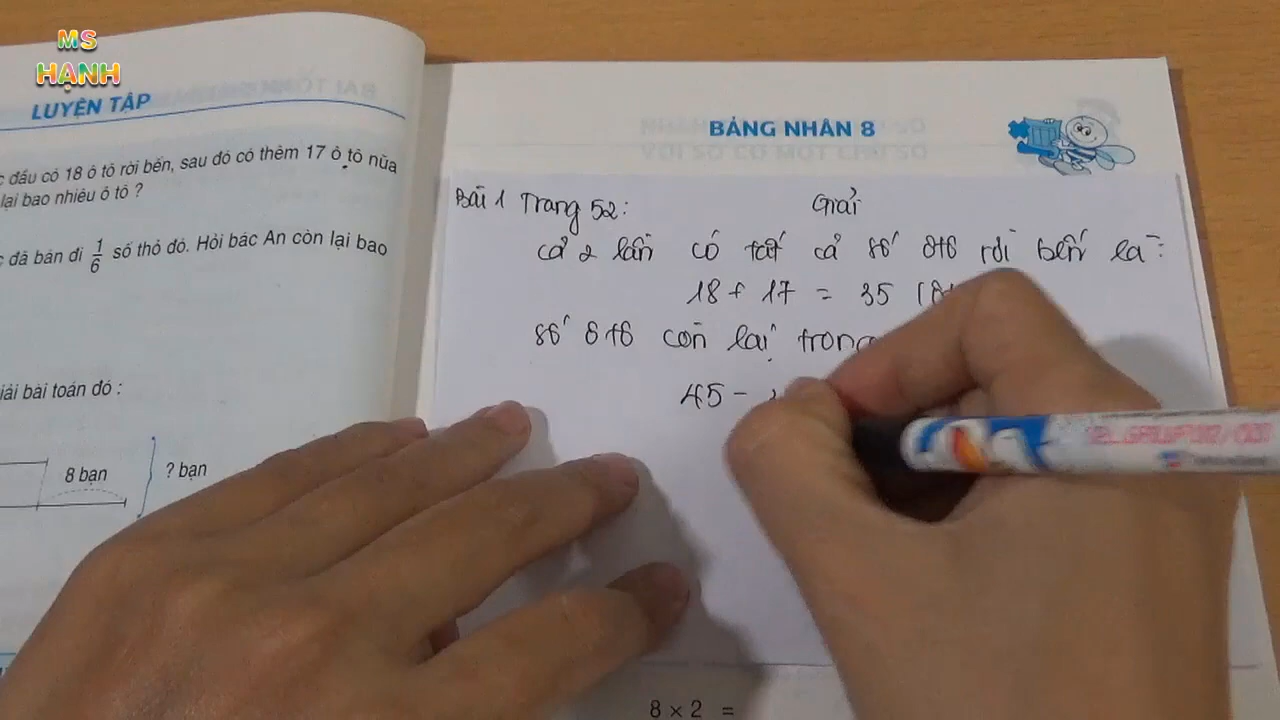 MS
HẠNH
LUYỆN TẬP
đầu có 18 ô tô rời bến, sau đó có thêm 17 ô tô nữa
lại bao nhiêu ô tô ?
đã bán đi 1/6 số thỏ đó. Hỏi bác An còn lại bao
bài toán đó :
8 bạn
? bạn
BẢNG NHÂN 8
Bài 1 Trang 52:
Giải
Cả 2 lần có tất cả số ôtô rời bến là:
18 + 17 = 35
số ôtô còn lại trong
45 -
8 × 2 =